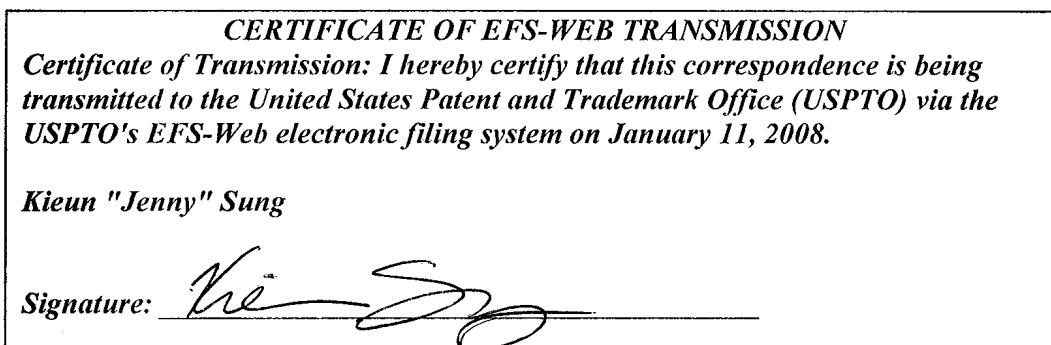 CERTIFICATE OF EFS-WEB TRANSMISSION
Certificate of Transmission: I hereby certify that this correspondence is being
transmitted to the United States Patent and Trademark Office (USPTO) via the
USPTO's EFS-Web electronic filing system on January 11, 2008.
Kieun "Jenny" Sung
Signature: